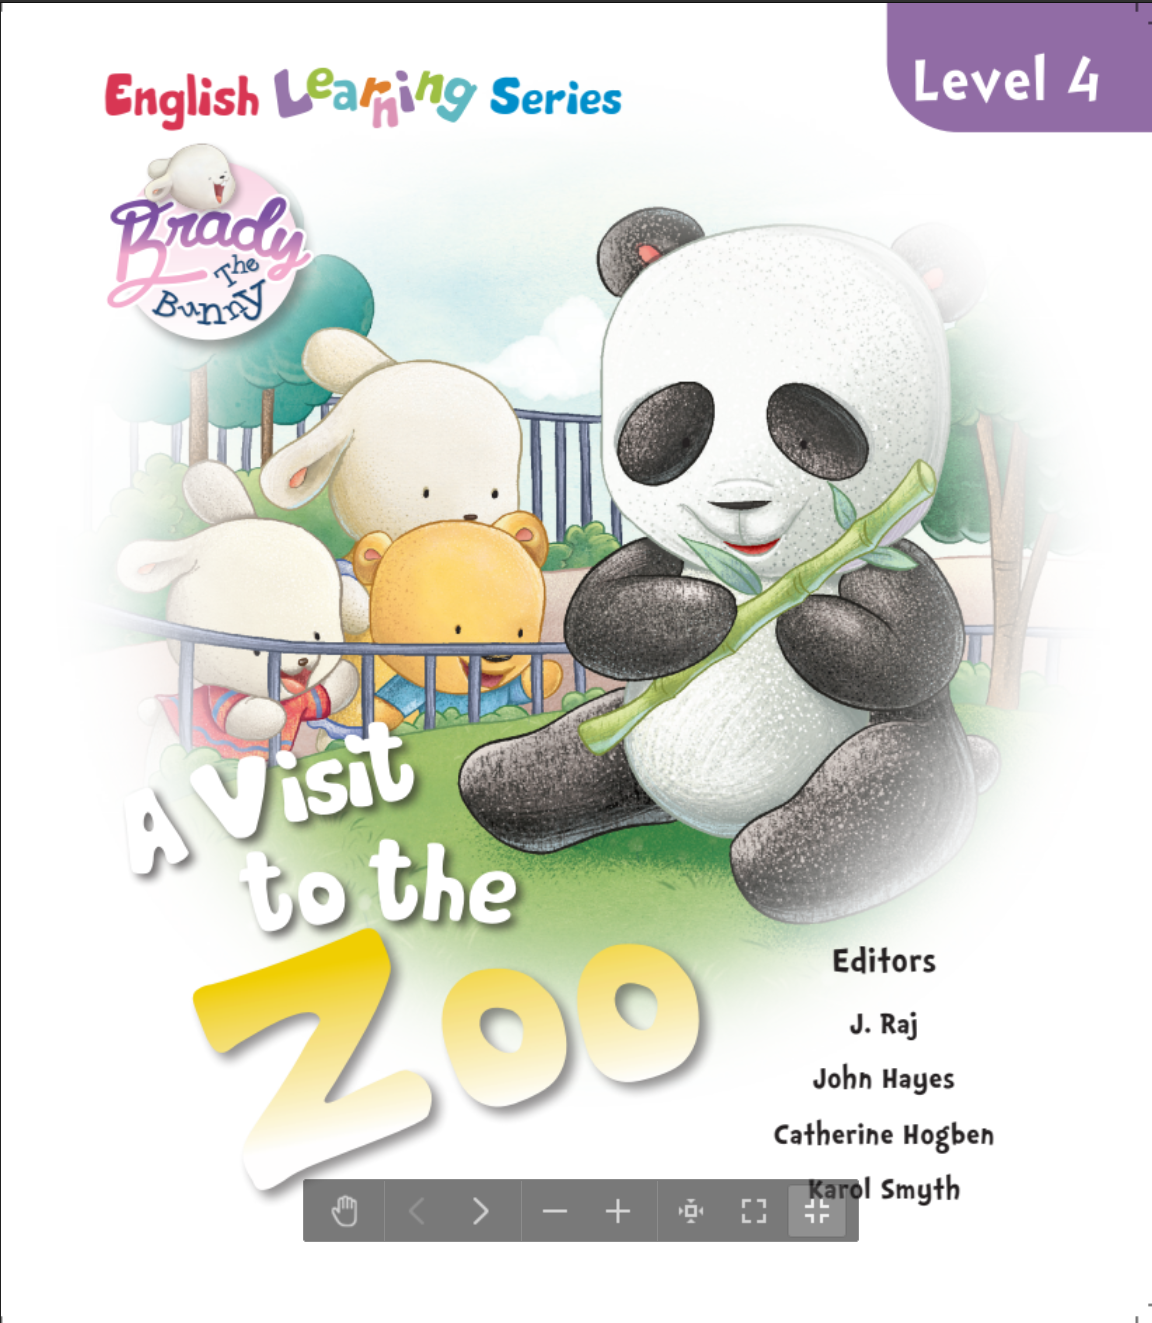 Level 4
English Learning Series
Brady
The
Bunny
A Visit
to the
Zoo
Editors
J. Raj
John Hayes
Catherine Hogben
Karol Smyth